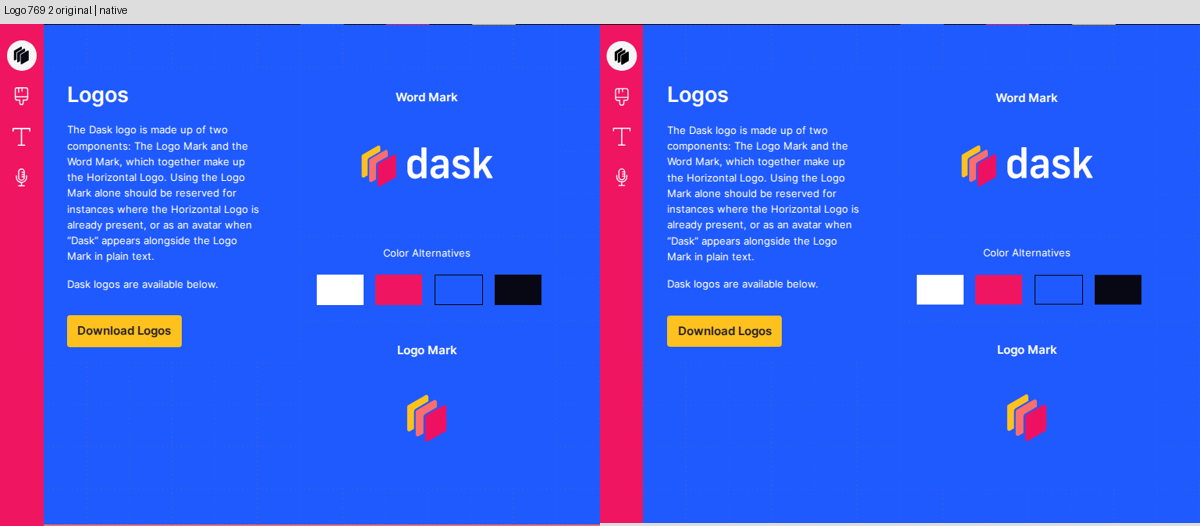 Logo 769 2 original | native
Logos
The Dask logo is made up of two
components: The Logo Mark and the
Word Mark, which together make up
the Horizontal Logo. Using the Logo
Mark alone should be reserved for
instances where the Horizontal Logo is
already present, or as an avatar when
“Dask” appears alongside the Logo
Mark in plain text.
Dask logos are available below.
Download Logos
Word Mark
dask
Color Alternatives
Logo Mark
Logos
The Dask logo is made up of two
components: The Logo Mark and the
Word Mark, which together make up
the Horizontal Logo. Using the Logo
Mark alone should be reserved for
instances where the Horizontal Logo is
already present, or as an avatar when
“Dask” appears alongside the Logo
Mark in plain text.
Dask logos are available below.
Download Logos
Word Mark
dask
Color Alternatives
Logo Mark